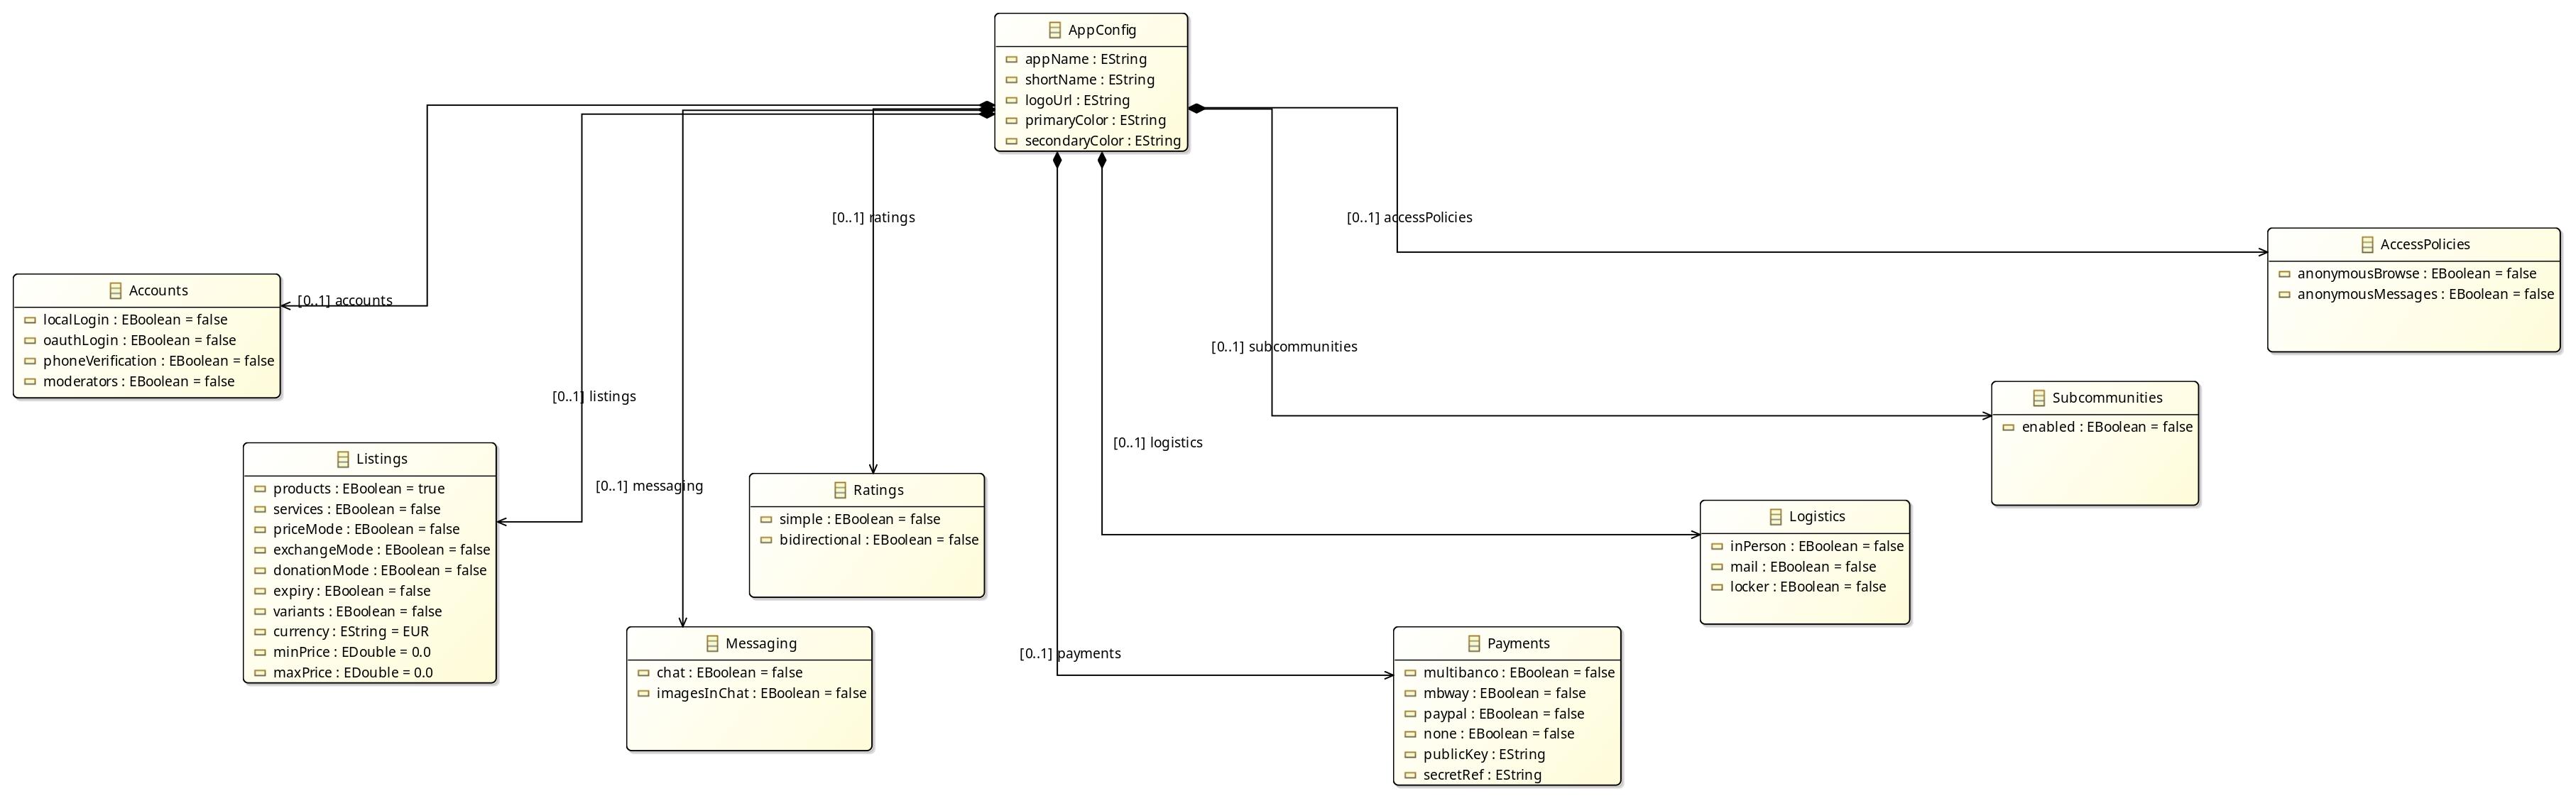 AppConfig
appName : EString
shortName : EString
logoUrl : EString
primaryColor : EString
secondaryColor : EString
[0..1] ratings
[0..1] accessPolicies
AccessPolicies
anonymousBrowse : EBoolean = false
anonymousMessages : EBoolean = false
Accounts
localLogin : EBoolean = false
oauthLogin : EBoolean = false
phoneVerification : EBoolean = false
moderators : EBoolean = false
[0..1] accounts
[0..1] subcommunities
[0..1] listings
Subcommunities
enabled : EBoolean = false
[0..1] logistics
Listings
products : EBoolean = true
services : EBoolean = false
priceMode : EBoolean = false
exchangeMode : EBoolean = false
donationMode : EBoolean = false
expiry : EBoolean = false
variants : EBoolean = false
currency : EString = EUR
minPrice : EDouble = 0.0
maxPrice : EDouble = 0.0
[0..1] messaging
Ratings
simple : EBoolean = false
bidirectional : EBoolean = false
Logistics
inPerson : EBoolean = false
mail : EBoolean = false
locker : EBoolean = false
Messaging
chat : EBoolean = false
imagesInChat : EBoolean = false
[0..1] payments
Payments
multibanco : EBoolean = false
mbway : EBoolean = false
paypal : EBoolean = false
none : EBoolean = false
publicKey : EString
secretRef : EString